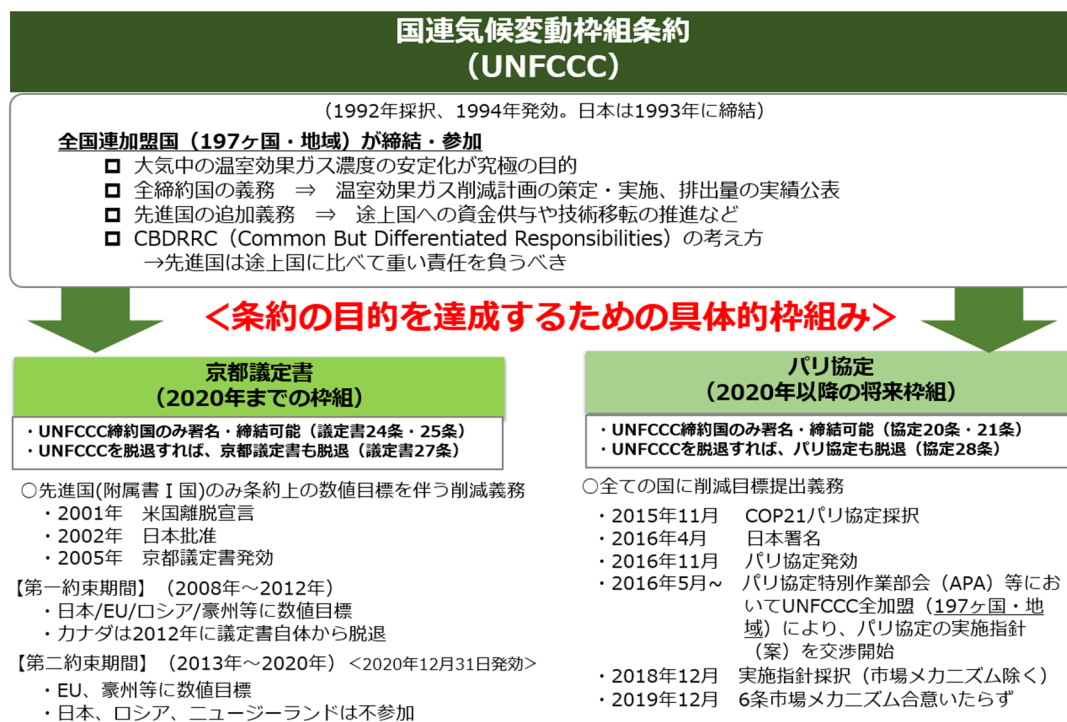 国連気候変動枠組条約
（UNFCCC）
（1992年採択、1994年発効。日本は1993年に締結）
全国連加盟国（197ヶ国・地域）が締結・参加
大気中の温室効果ガス濃度の安定化が究極の目的
全締約国の義務　⇒　温室効果ガス削減計画の策定・実施、排出量の実績公表
先進国の追加義務　⇒　途上国への資金供与や技術移転の推進など
CBDRRC（Common But Differentiated Responsibilities）の考え方
→先進国は途上国に比べて重い責任を負うべき
＜条約の目的を達成するための具体的枠組み＞
京都議定書
（2020年までの枠組）
・UNFCCC締約国のみ署名・締結可能（議定書24条・25条）
・UNFCCCを脱退すれば、京都議定書も脱退（議定書27条）
○先進国(附属書Ⅰ国)のみ条約上の数値目標を伴う削減義務
・2001年　米国離脱宣言
・2002年　日本批准
・2005年　京都議定書発効
【第一約束期間】（2008年～2012年）
・日本/EU/ロシア/豪州等に数値目標
・カナダは2012年に議定書自体から脱退
【第二約束期間】（2013年～2020年）＜2020年12月31日発効＞
・EU、豪州等に数値目標
・日本、ロシア、ニュージーランドは不参加
パリ協定
（2020年以降の将来枠組）
・UNFCCC締約国のみ署名・締結可能（協定20条・21条）
・UNFCCCを脱退すれば、パリ協定も脱退（協定28条）
○全ての国に削減目標提出義務
・2015年11月　COP21パリ協定採択
・2016年4月　日本署名
・2016年11月　パリ協定発効
・2016年5月~　パリ協定特別作業部会（APA）等にお
いてUNFCCC全加盟（197ヶ国・地
域）により、パリ協定の実施指針
（案）を交渉開始
・2018年12月　実施指針採択（市場メカニズム除く）
・2019年12月　6条市場メカニズム合意いたらず